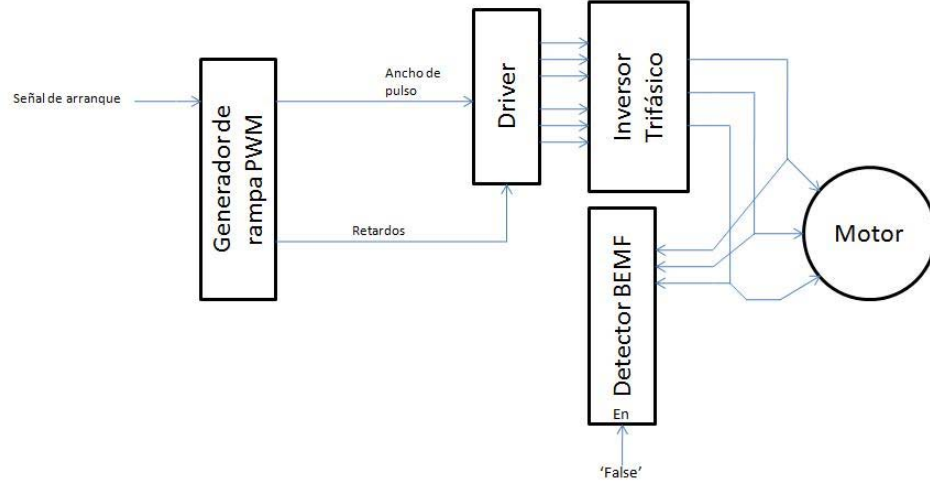 Señal de arranque
Generador de
rampa PWM
Ancho de
pulso
Retardos
Driver
Inversor
Trifásico
Detector BEMF
En
'False'
Motor